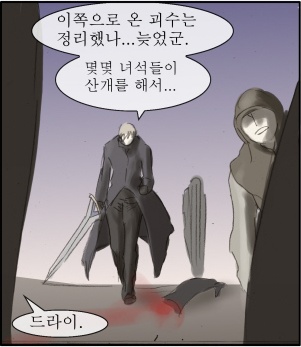 이쪽으로 온 괴수는
정리했나...늦었군.
몇몇 녀석들이
산개를 해서...
드라이.